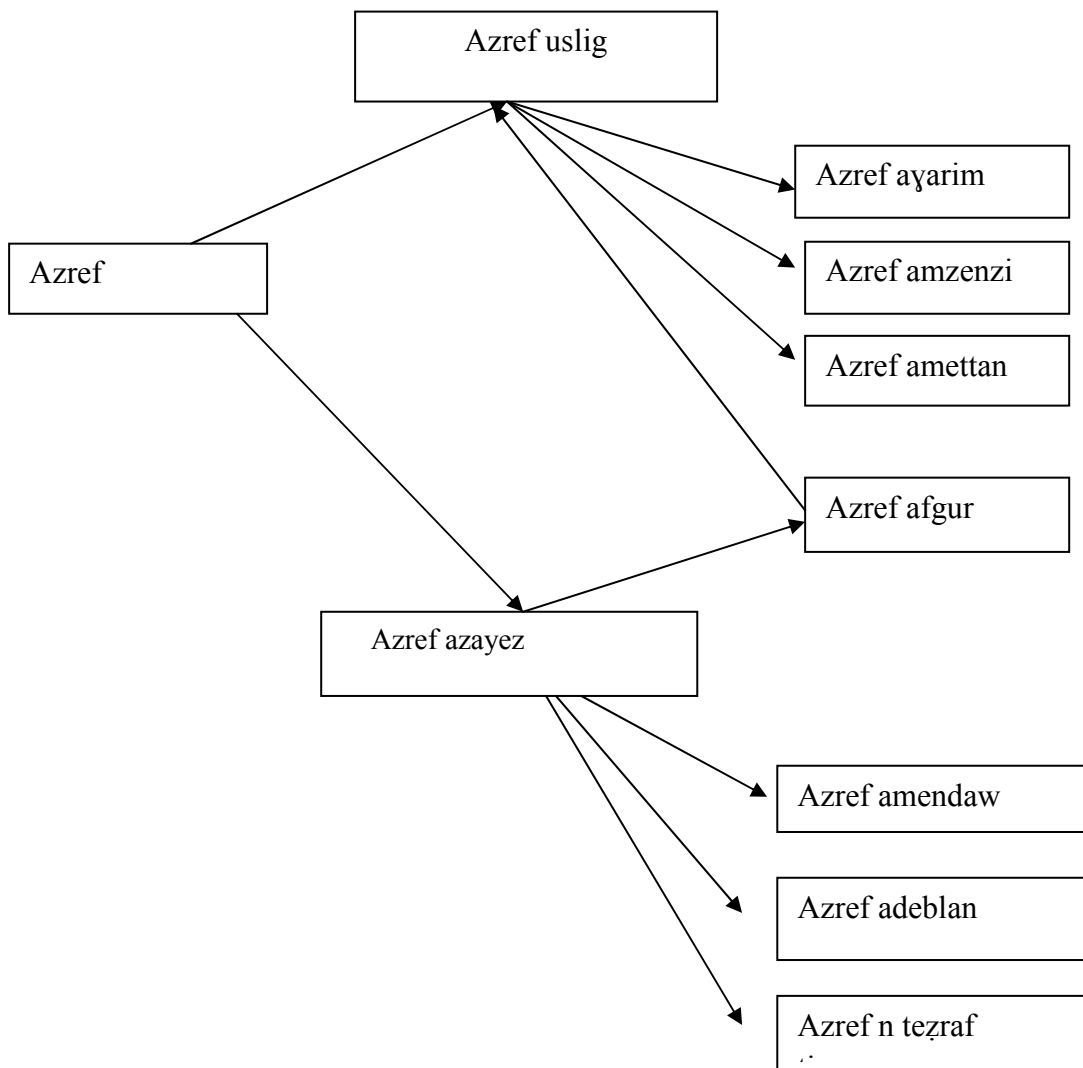 Azref uslig
Azref aɣarim
Azref
Azref amzenzi
Azref amettan
Azref afgur
Azref azayez
Azref amendaw
Azref adeblan
Azref n teẓraf